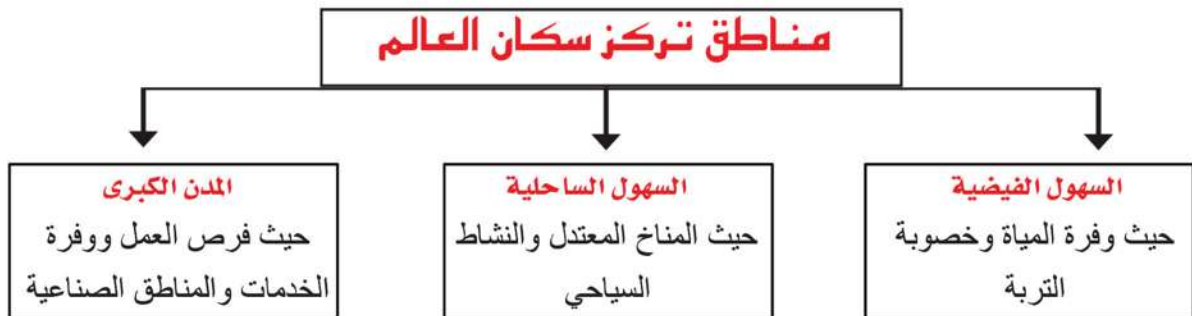 مناطق تركز سكان العالم
السهول الفيضية
حيث وفرة المياة وخصوبة
التربة
السهول الساحلية
حيث المناخ المعتدل والنشاط
السياحي
المدن الكبرى
حيث فرص العمل ووفرة
الخدمات والمناطق الصناعية